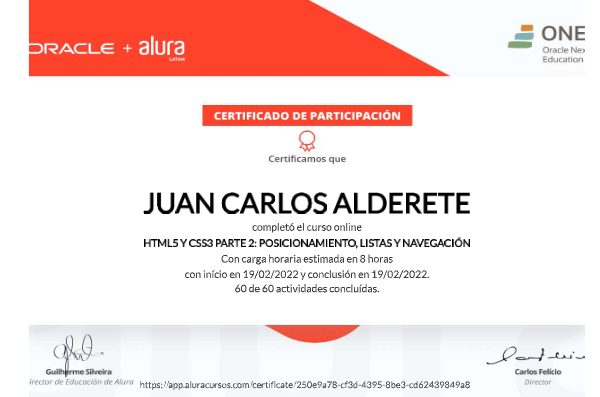 ORACLE + alura
LATAM
ONE
Oracle Nex
Education
CERTIFICADO DE PARTICIPACIÓN
Certificamos que
JUAN CARLOS ALDERETE
completó el curso online
HTML5 Y CSS3 PARTE 2: POSICIONAMIENTO, LISTAS Y NAVEGACIÓN
Con carga horaria estimada en 8 horas
con início en 19/02/2022 y conclusión en 19/02/2022.
60 de 60 actividades concluídas.
Guilherme Silveira
Director de Educación de Alura
Carlos Felício
Director
https://app.aluracursos.com/certificate/250e9a78-cf3d-4395-8be3-cd62439849a8